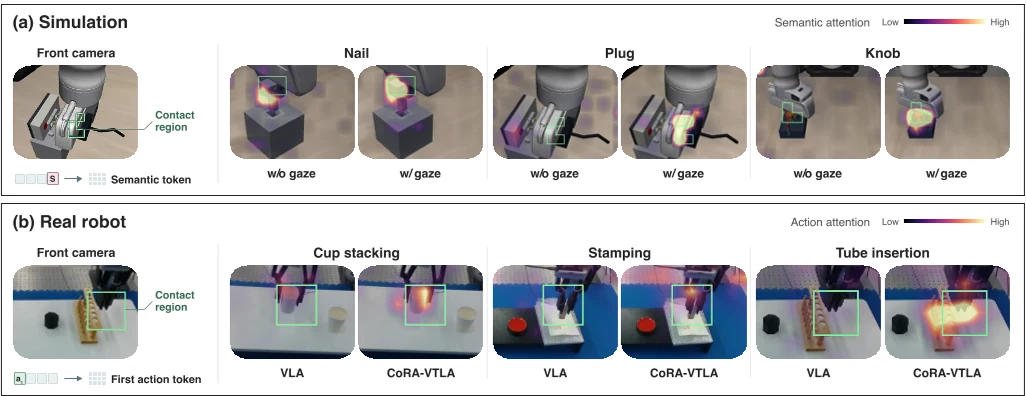 (a) Simulation
Semantic attention Low High
Front camera
Nail
Plug
Knob
Contact
region
S
Semantic token
w/o gaze
w/ gaze
w/o gaze
w/ gaze
w/o gaze
w/ gaze
(b) Real robot
Action attention Low High
Front camera
Cup stacking
Stamping
Tube insertion
Contact
region
First action token
VLA
CoRA-VTLA
VLA
CoRA-VTLA
VLA
CoRA-VTLA